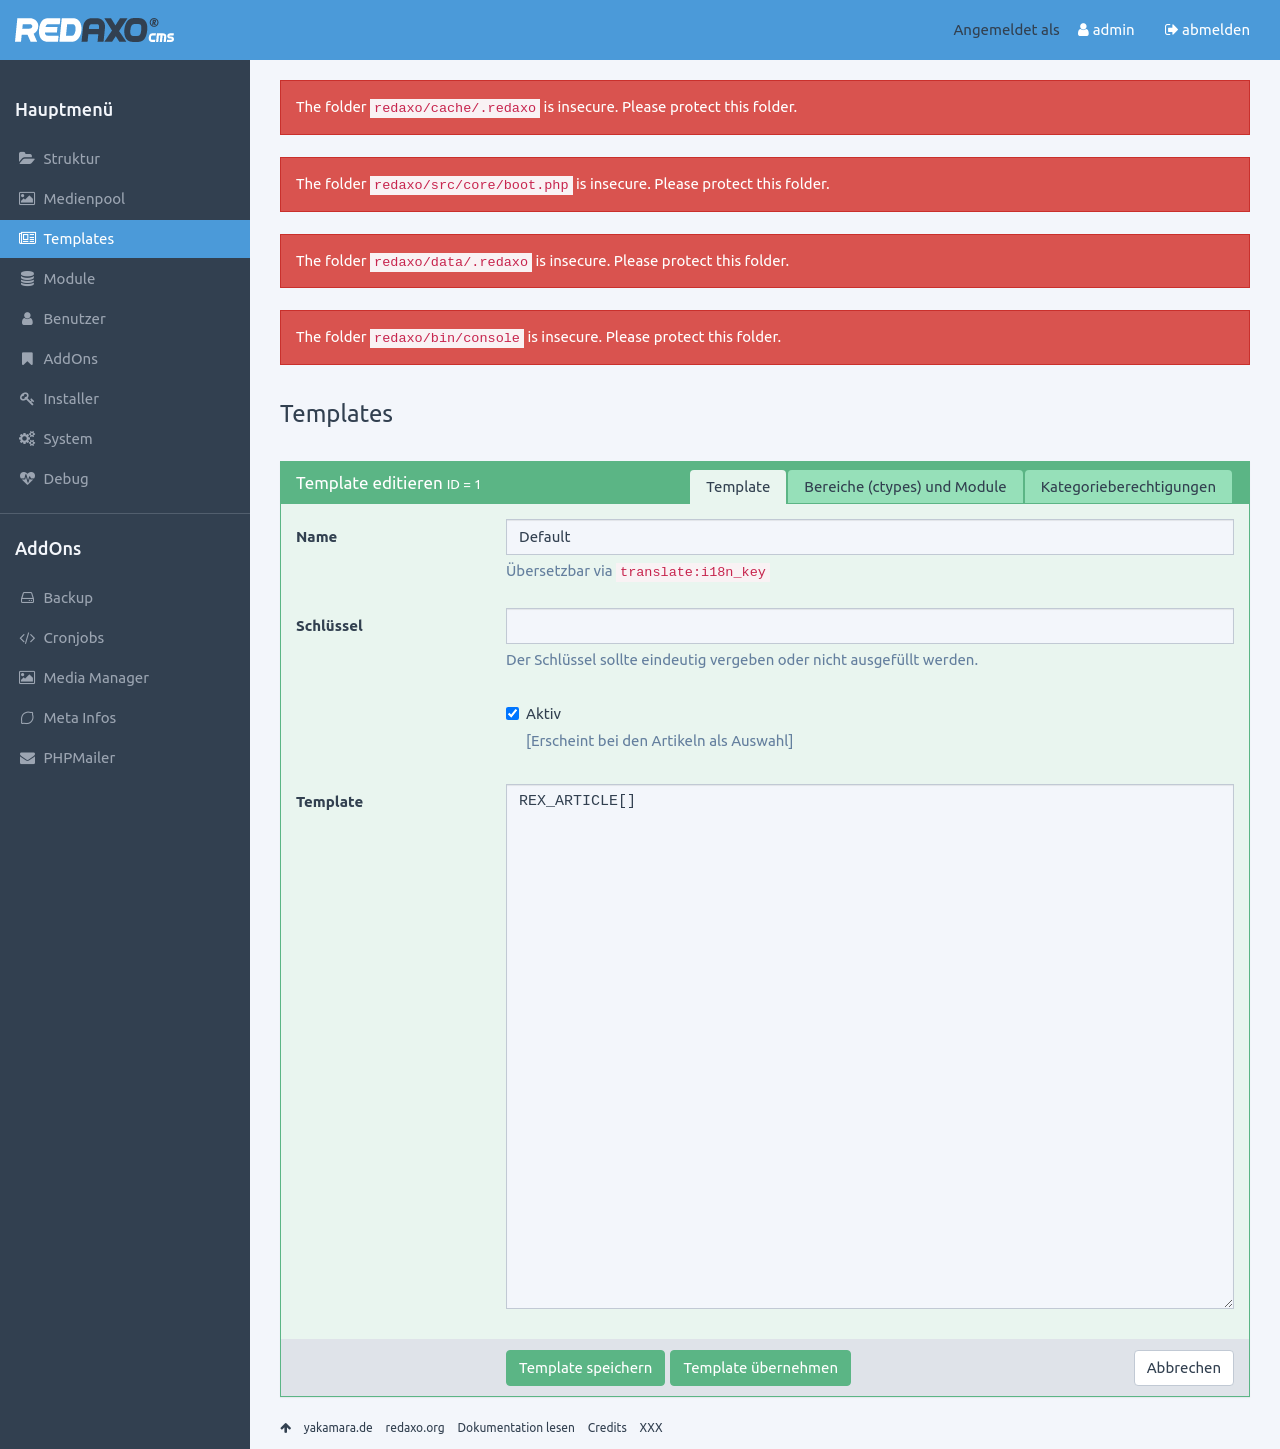 REDAXO® cms
Angemeldet als admin abmelden
Hauptmenü
Struktur
Medienpool
Templates
Module
Benutzer
AddOns
Installer
System
Debug
AddOns
Backup
Cronjobs
Media Manager
Meta Infos
PHPMailer
The folder redaxo/cache/.redaxo is insecure. Please protect this folder.
The folder redaxo/src/core/boot.php is insecure. Please protect this folder.
The folder redaxo/data/.redaxo is insecure. Please protect this folder.
The folder redaxo/bin/console is insecure. Please protect this folder.
Templates
Template editieren ID = 1 Template Bereiche (ctypes) und Module Kategorieberechtigungen
Name Default
Übersetzbar via translate:i18n_key
Schlüssel
Der Schlüssel sollte eindeutig vergeben oder nicht ausgefüllt werden.
Aktiv
[Erscheint bei den Artikeln als Auswahl]
Template REX_ARTICLE[]
Template speichern Template übernehmen Abbrechen
yakamara.de redaxo.org Dokumentation lesen Credits XXX